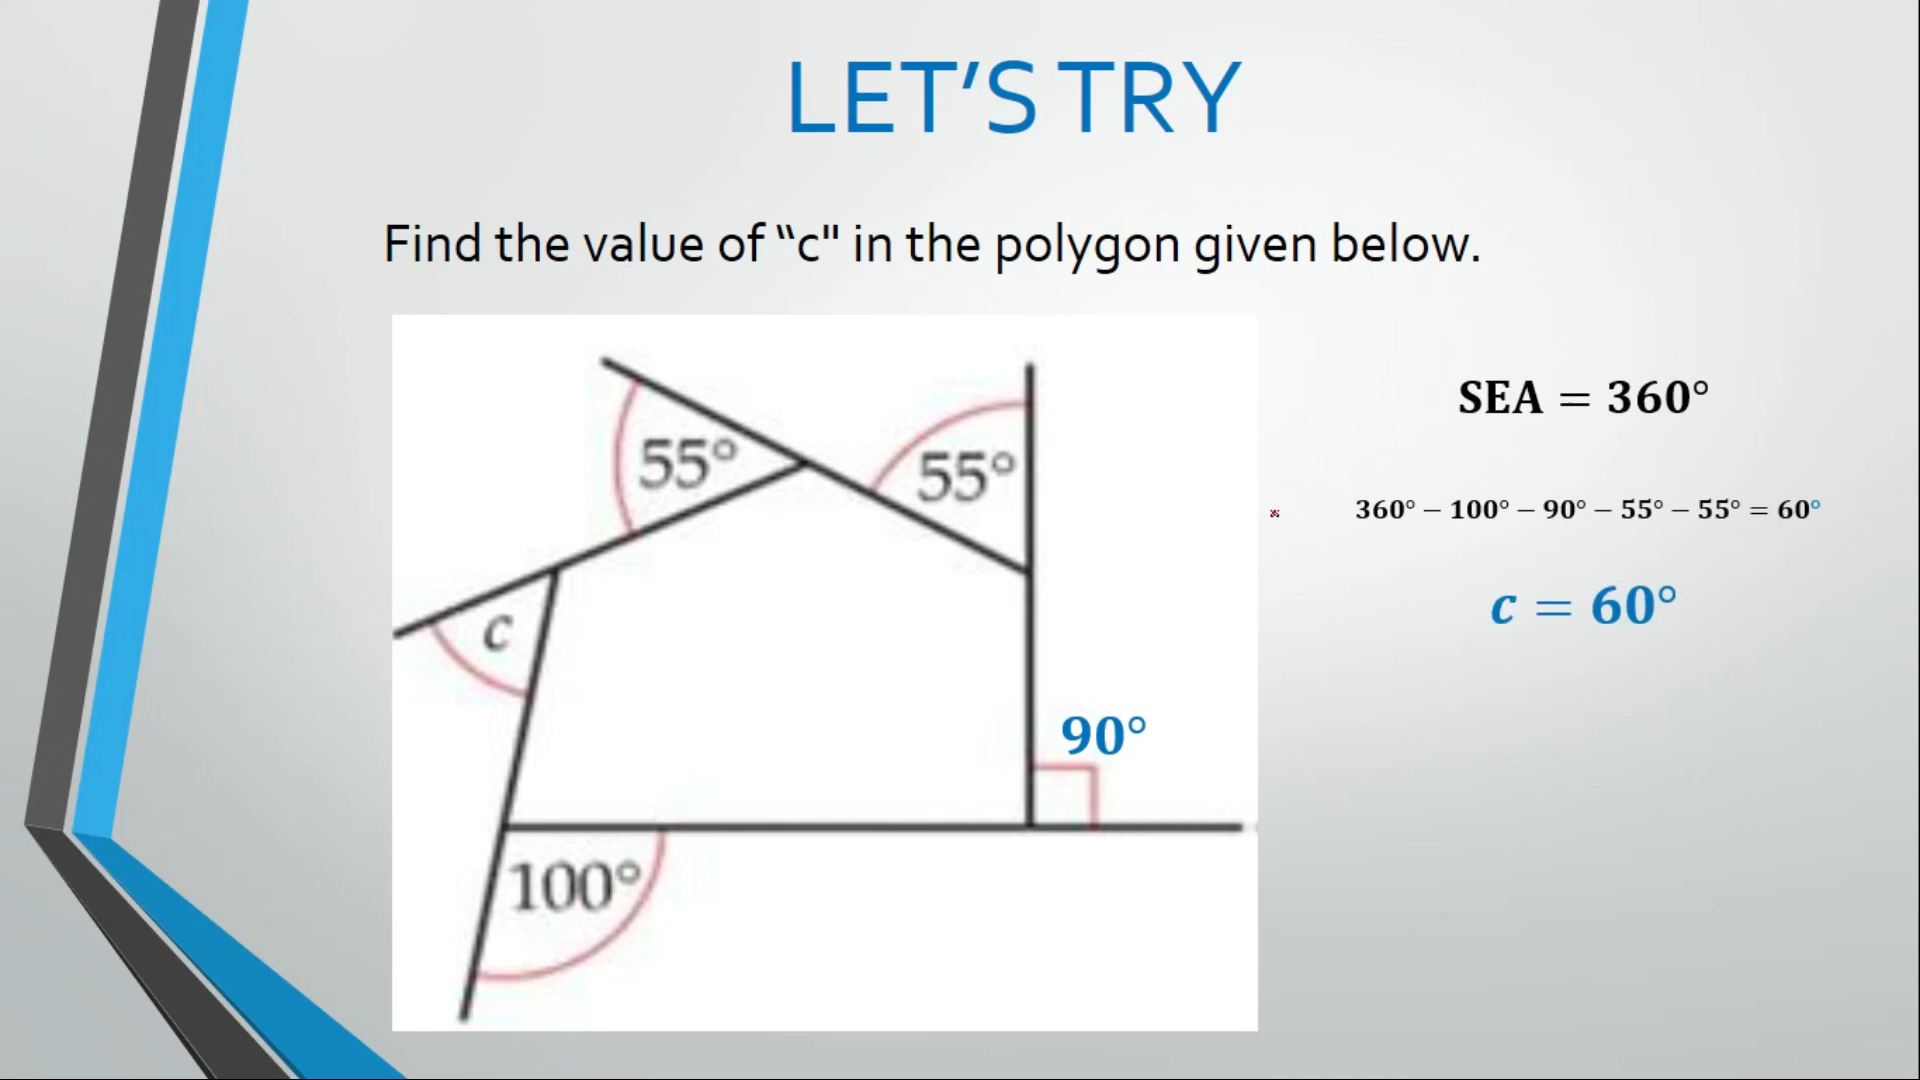 LET'S TRY
Find the value of “c" in the polygon given below.
55°
55°
c
90°
100°
SEA = 360°
360° – 100° – 90° – 55° – 55° = 60°
c = 60°